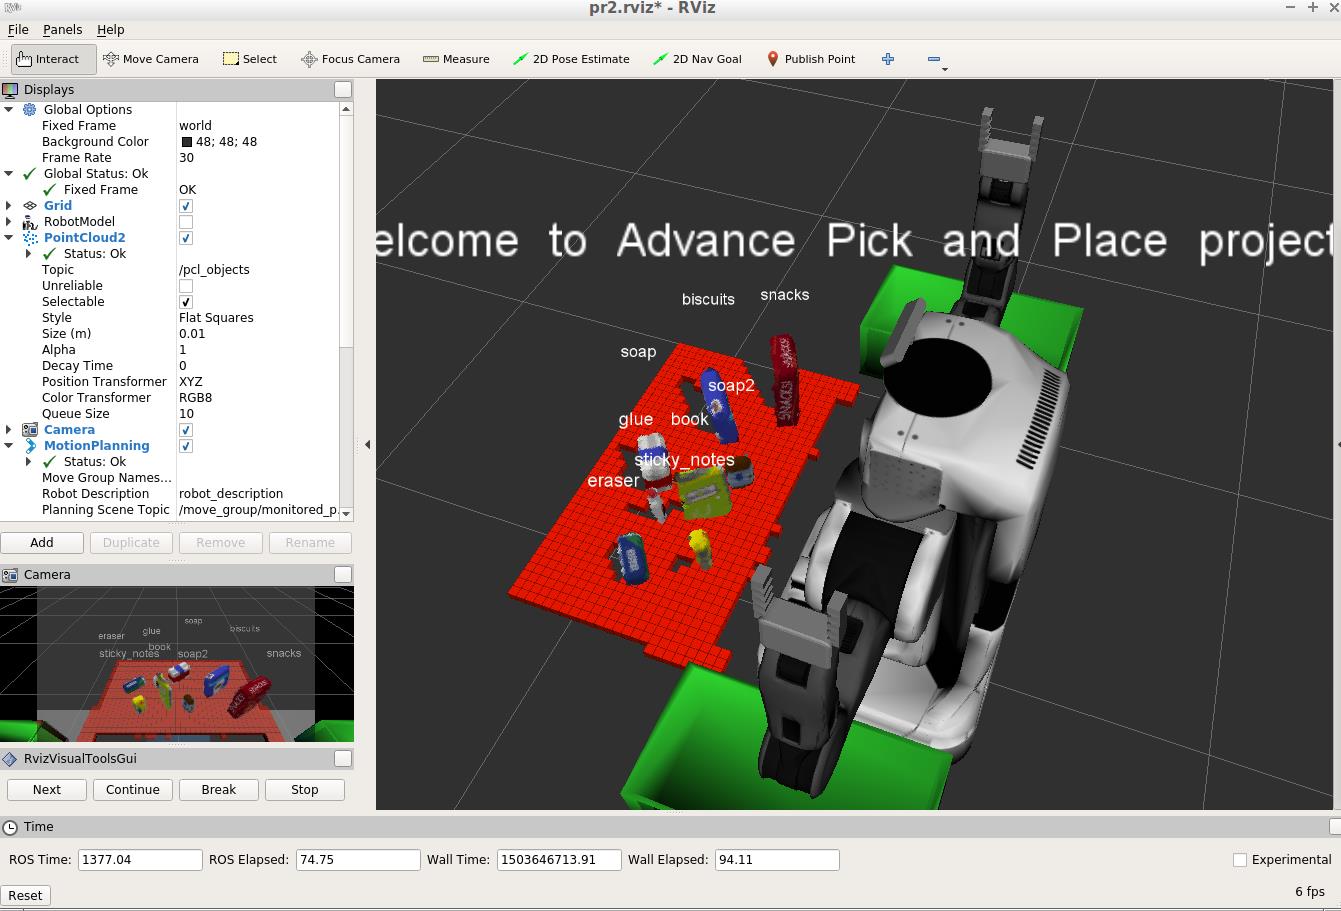 RViz
pr2.rviz* - RViz
File Panels Help
Interact Move Camera Select Focus Camera Measure 2D Pose Estimate 2D Nav Goal Publish Point
Displays
Global Options
Fixed Frame world
Background Color 48; 48; 48
Frame Rate 30
Global Status: Ok
Fixed Frame OK
Grid
RobotModel
PointCloud2
Status: Ok
Topic /pcl_objects
Unreliable
Selectable
Style Flat Squares
Size (m) 0.01
Alpha 1
Decay Time 0
Position Transformer XYZ
Color Transformer RGB8
Queue Size 10
Camera
MotionPlanning
Status: Ok
Move Group Names...
Robot Description robot_description
Planning Scene Topic /move_group/monitored_p...
Add Duplicate Remove Rename
Camera
soap
glue
biscuits
eraser
book
sticky_notes soap2 snacks
RvizVisualToolsGui
Next Continue Break Stop
elcome to Advance Pick and Place project
biscuits snacks
soap
soap2
glue book
sticky_notes
eraser
SNACKS
Time
ROS Time: 1377.04 ROS Elapsed: 74.75 Wall Time: 1503646713.91 Wall Elapsed: 94.11 Experimental
Reset 6 fps